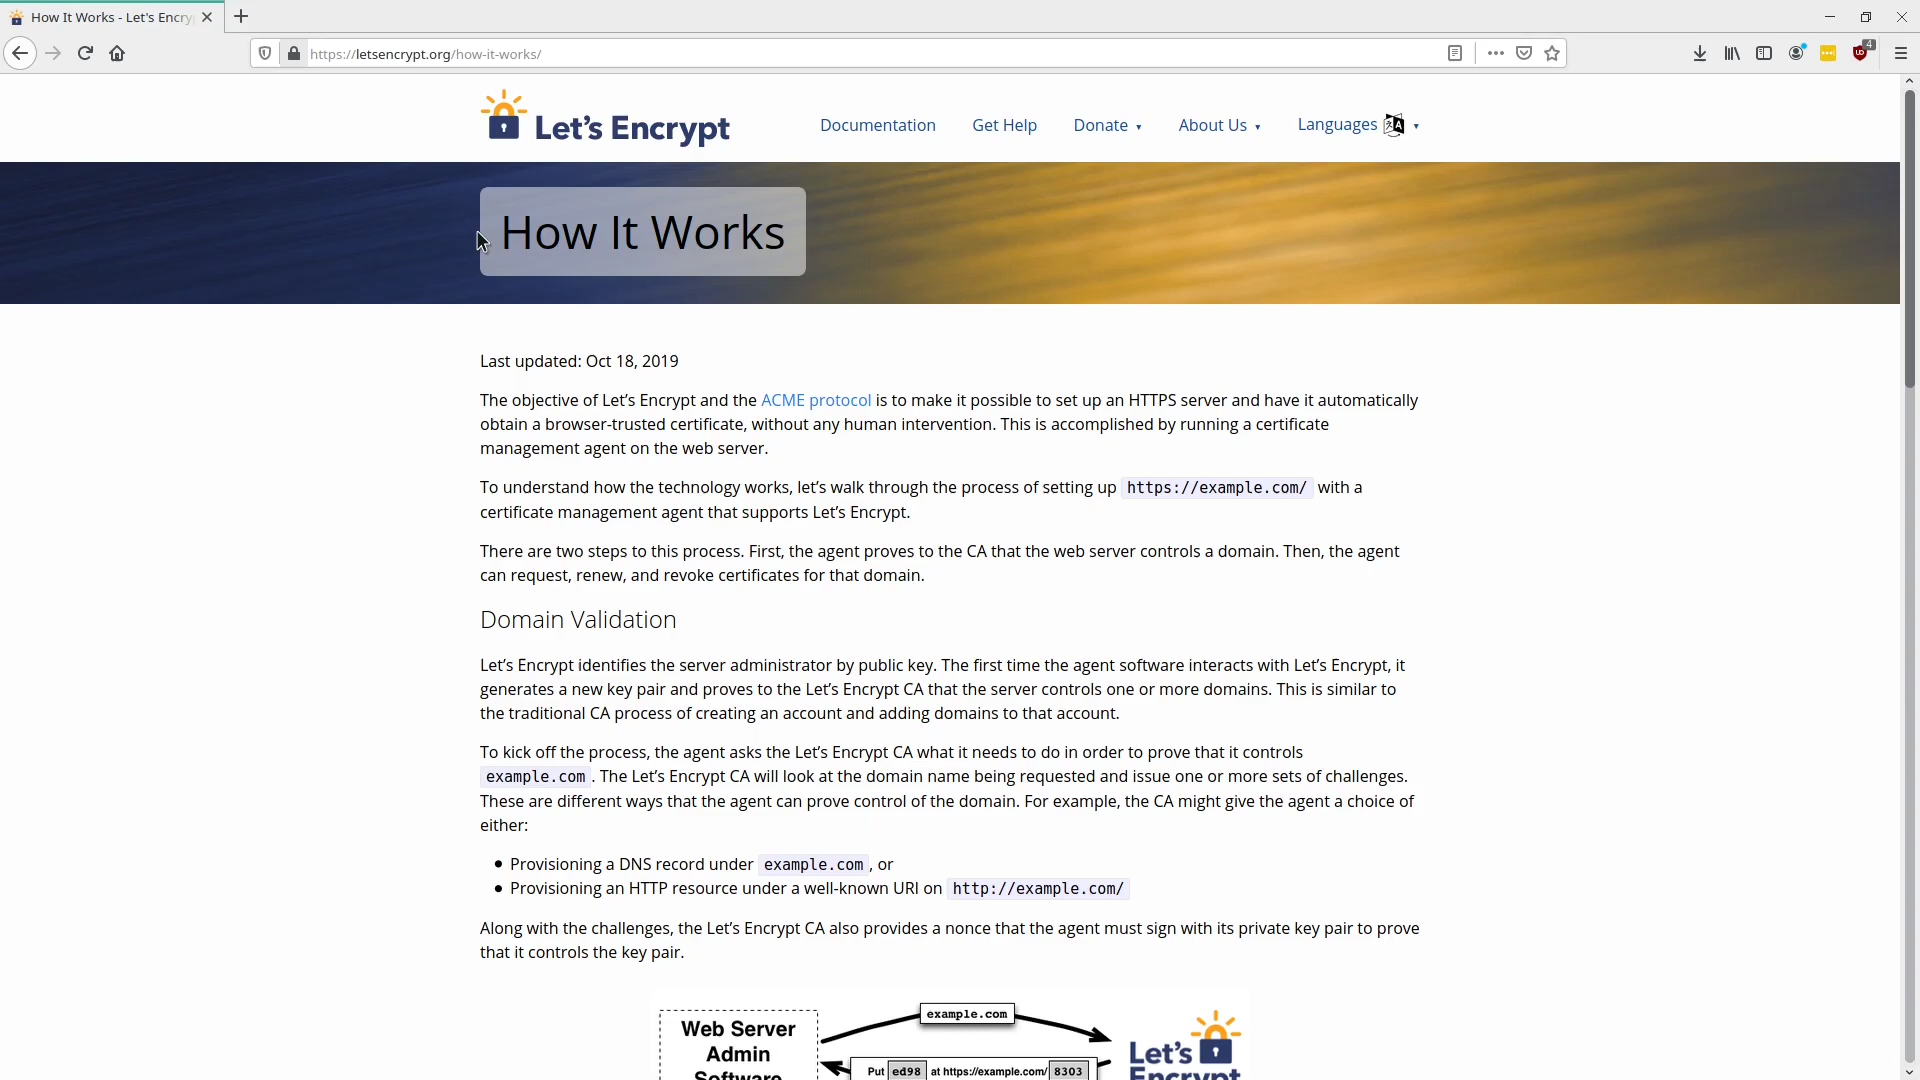 How It Works - Let's Encry
https://letsencrypt.org/how-it-works/
4
Let's Encrypt
Documentation
Get Help
Donate ▾
About Us ▾
Languages ▾
How It Works
Last updated: Oct 18, 2019
The objective of Let’s Encrypt and the ACME protocol is to make it possible to set up an HTTPS server and have it automatically
obtain a browser-trusted certificate, without any human intervention. This is accomplished by running a certificate
management agent on the web server.
To understand how the technology works, let’s walk through the process of setting up https://example.com/ with a
certificate management agent that supports Let’s Encrypt.
There are two steps to this process. First, the agent proves to the CA that the web server controls a domain. Then, the agent
can request, renew, and revoke certificates for that domain.
Domain Validation
Let’s Encrypt identifies the server administrator by public key. The first time the agent software interacts with Let’s Encrypt, it
generates a new key pair and proves to the Let’s Encrypt CA that the server controls one or more domains. This is similar to
the traditional CA process of creating an account and adding domains to that account.
To kick off the process, the agent asks the Let’s Encrypt CA what it needs to do in order to prove that it controls
example.com. The Let’s Encrypt CA will look at the domain name being requested and issue one or more sets of challenges.
These are different ways that the agent can prove control of the domain. For example, the CA might give the agent a choice of
either:
• Provisioning a DNS record under example.com, or
• Provisioning an HTTP resource under a well-known URI on http://example.com/
Along with the challenges, the Let’s Encrypt CA also provides a nonce that the agent must sign with its private key pair to prove
that it controls the key pair.
example.com
Web Server
Admin
Software
Put ed98 at https://example.com/ 8303
Let's
Encrypt